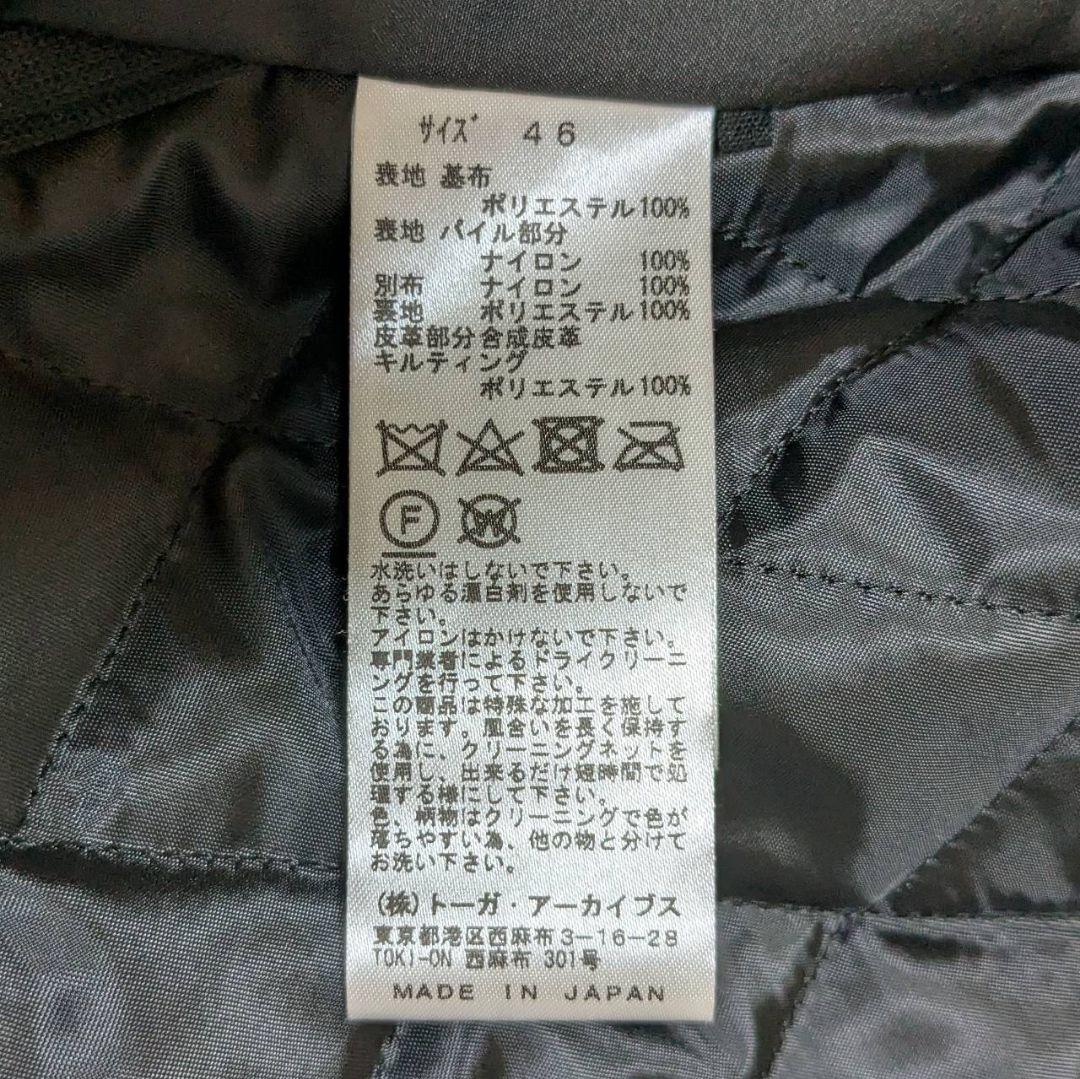 サイズ 46
表地 基布
ポリエステル100%
表地 パイル部分
ナイロン 100%
別布 ナイロン 100%
裏地 ポリエステル100%
皮革部分合成皮革
キルティング
ポリエステル100%
F W
水洗いはしないで下さい。
あらゆる漂白剤を使用しないで
下さい。
アイロンはかけないで下さい。
専門業者によるドライクリーニ
ングを行って下さい。
この商品は特殊な加工を施して
おります。風合いを長く保持す
る為に、クリーニングネットを
使用し、出来るだけ短時間で処
理する様にして下さい。
色、柄物はクリーニングで色が
落ちやすい為、他の物と分けて
お洗い下さい。
(株)トーガ・アーカイブス
東京都港区西麻布3-16-28
TOKI-ON 西麻布 301号
MADE IN JAPAN